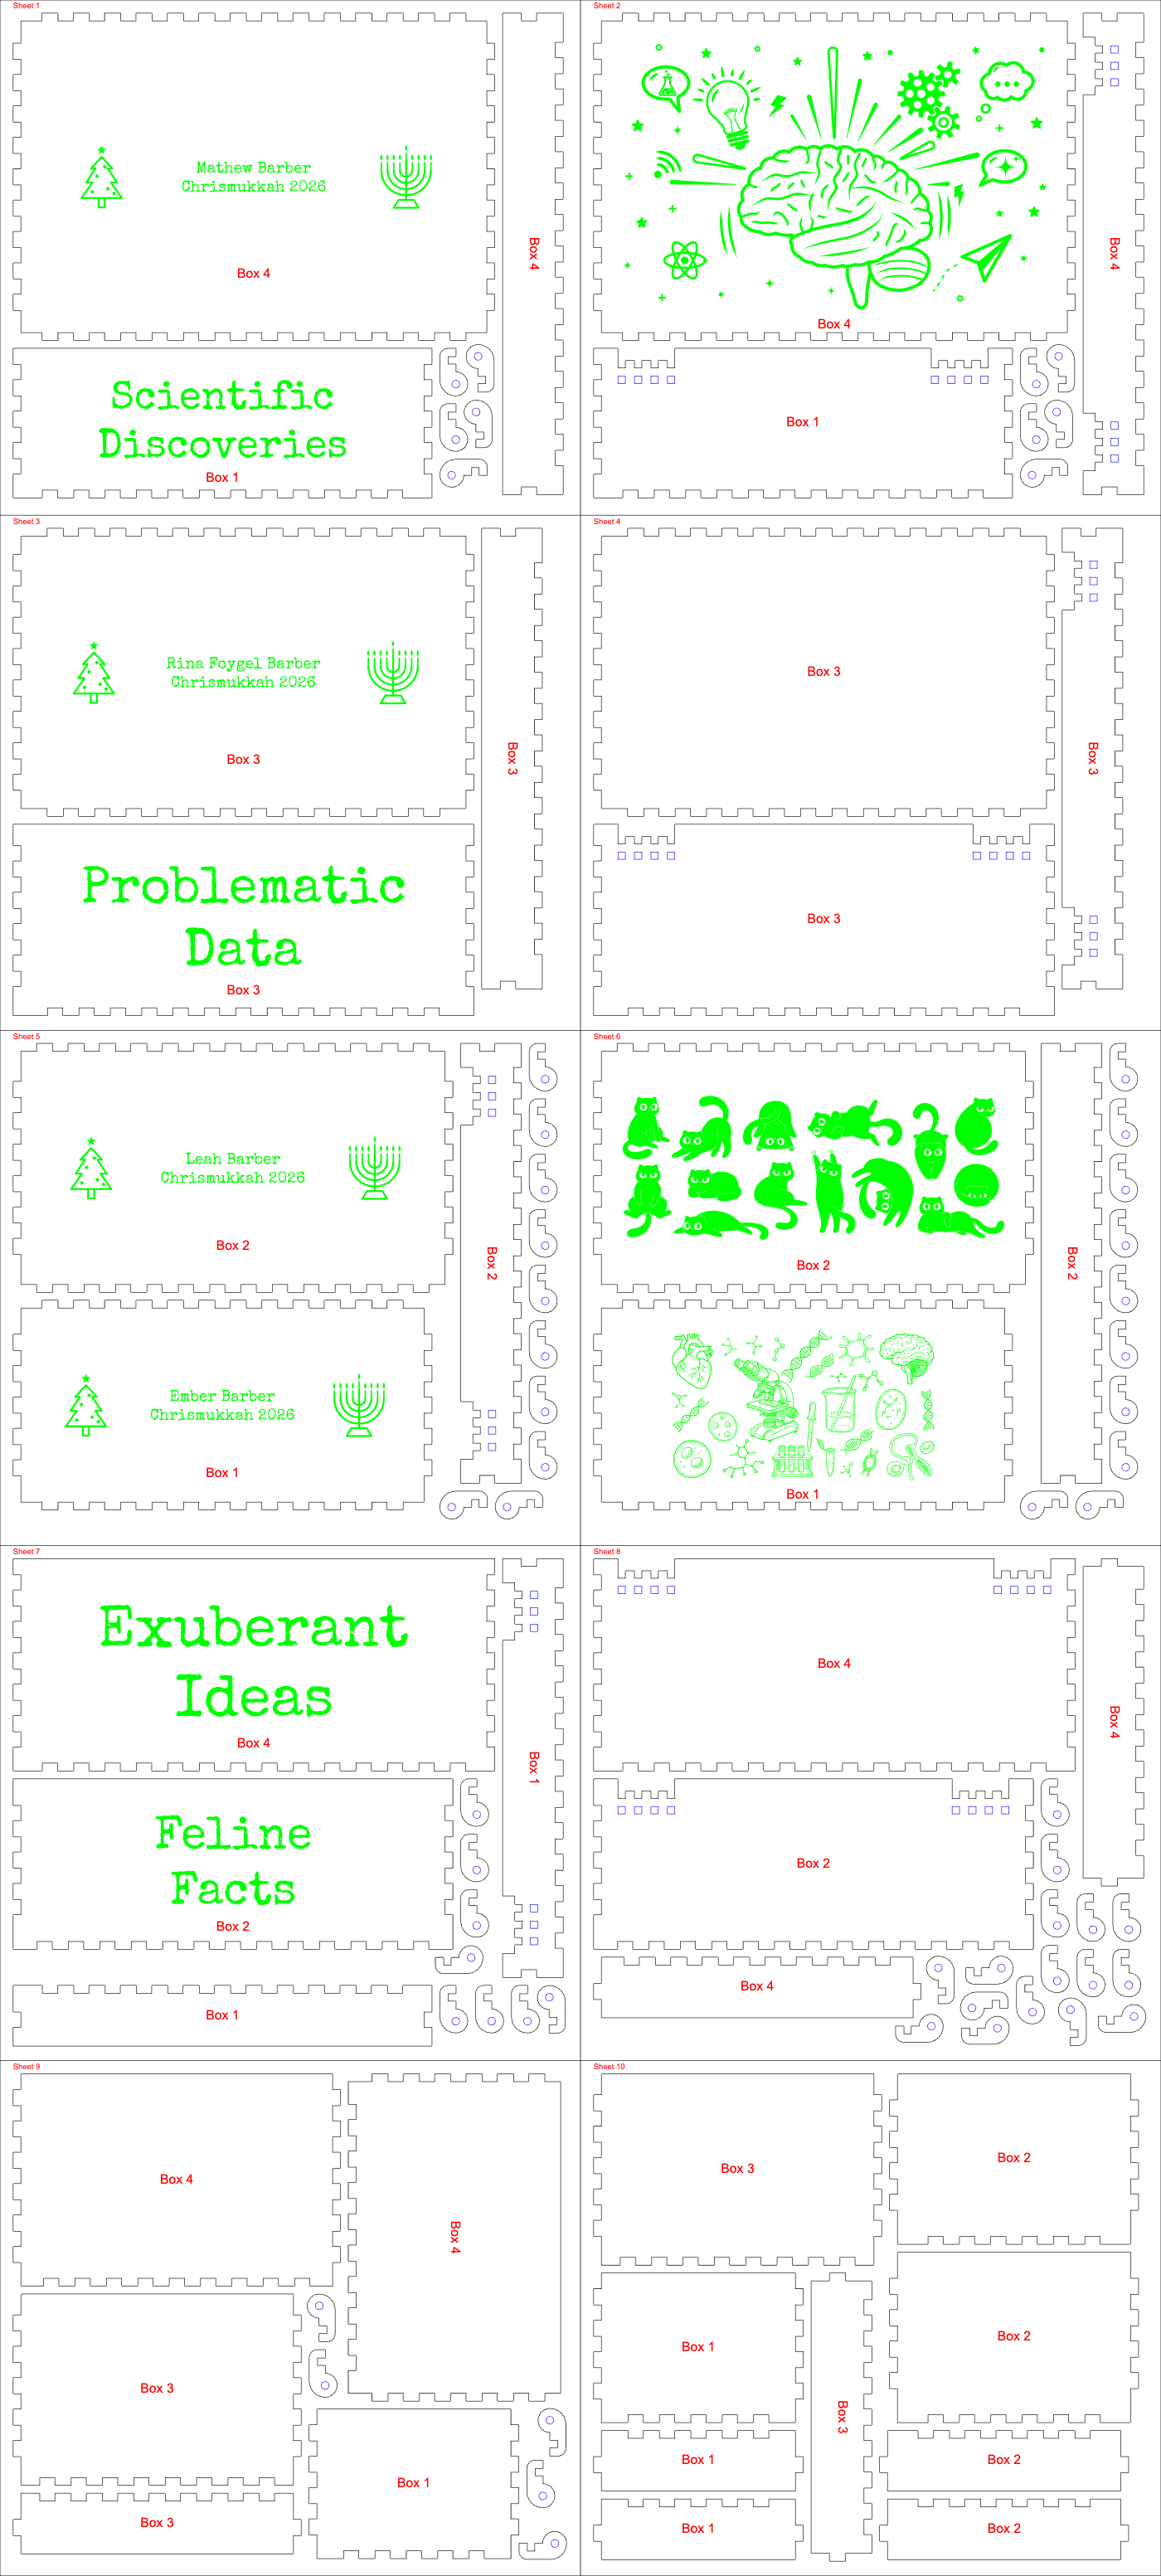 Sheet 1
Mathew Barber
Chrismukkah 2026
Box 4
Box 4
Scientific
Discoveries
Box 1
Sheet 2
Box 4
Box 4
Box 1
Sheet 3
Rina Foygel Barber
Chrismukkah 2026
Box 3
Box 3
Problematic
Data
Box 3
Sheet 4
Box 3
Box 3
Box 3
Sheet 5
Leah Barber
Chrismukkah 2026
Box 2
Box 2
Ember Barber
Chrismukkah 2026
Box 1
Sheet 6
Box 2
Box 2
Box 1
Sheet 7
Exuberant
Ideas
Box 4
Box 1
Feline
Facts
Box 2
Box 1
Sheet 8
Box 4
Box 4
Box 2
Box 4
Sheet 9
Box 4
Box 4
Box 3
Box 1
Box 3
Sheet 10
Box 3
Box 2
Box 1
Box 2
Box 3
Box 1
Box 2
Box 1
Box 2